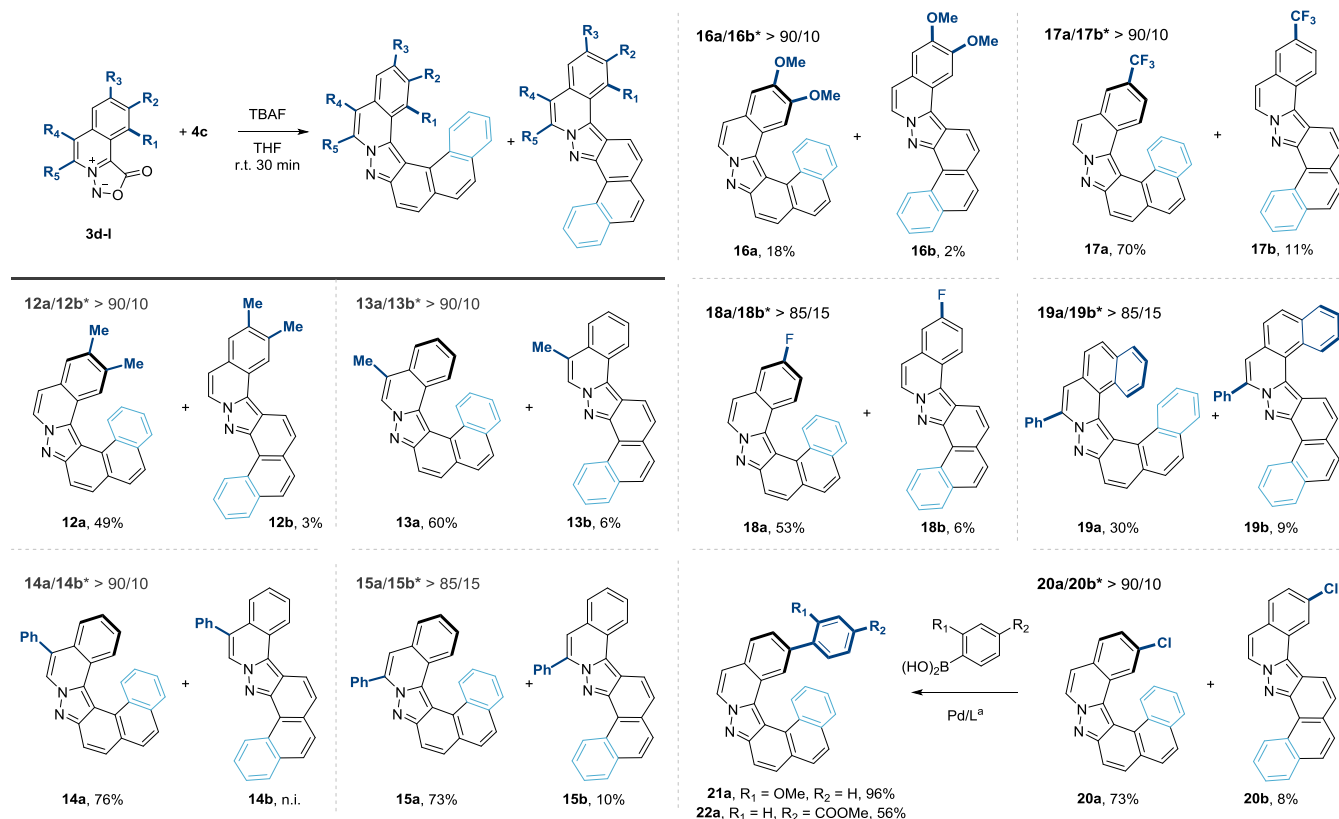 R3
R2
R4
R1
R5
N
+
−
N
O
O
3d-l
+ 4c
TBAF
THF
r.t. 30 min
R3
R2
R4
R1
R5
N
N
+
R3
R2
R4
R1
R5
N
N
16a/16b* > 90/10
OMe
OMe
N
N
16a, 18%
+
OMe
OMe
N
N
16b, 2%
17a/17b* > 90/10
CF3
N
N
17a, 70%
+
CF3
N
N
17b, 11%
12a/12b* > 90/10
Me
Me
N
N
12a, 49%
+
Me
Me
N
N
12b, 3%
13a/13b* > 90/10
Me
N
N
13a, 60%
+
Me
N
N
13b, 6%
18a/18b* > 85/15
F
N
N
18a, 53%
+
F
N
N
18b, 6%
19a/19b* > 85/15
Ph
N
N
19a, 30%
+
Ph
N
N
19b, 9%
14a/14b* > 90/10
Ph
N
N
14a, 76%
+
Ph
N
N
14b, n.i.
15a/15b* > 85/15
Ph
N
N
15a, 73%
+
Ph
N
N
15b, 10%
R1
R2
N
N
21a, R1 = OMe, R2 = H, 96%
22a, R1 = H, R2 = COOMe, 56%
R1
R2
(HO)2B
Pd/La
20a/20b* > 90/10
Cl
N
N
20a, 73%
+
Cl
N
N
20b, 8%